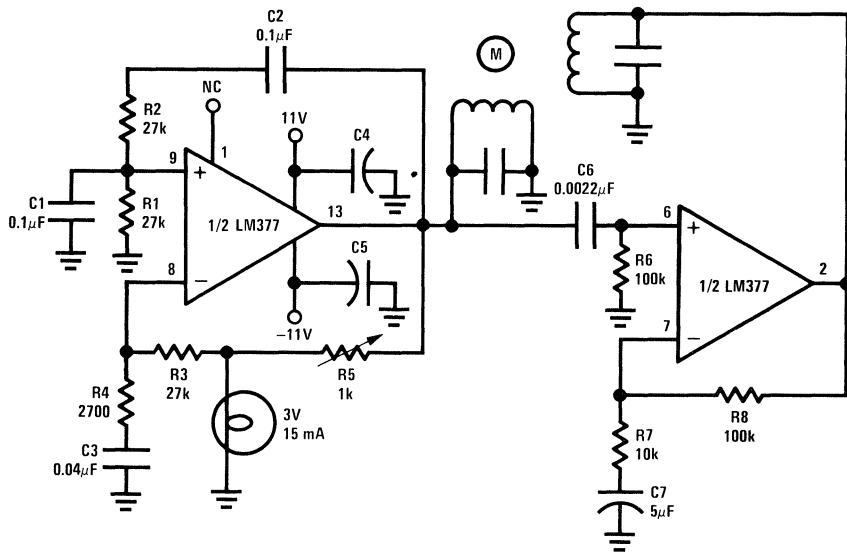 C2
0.1μF
R2
27k
NC
1
11V
C4
M
9
+
C1
0.1μF
R1
27k
1/2 LM377
13
C5
8
−
−11V
R3
27k
R5
1k
R4
2700
C3
0.04μF
3V
15 mA
C6
0.0022μF
6
+
R6
100k
1/2 LM377
2
7
−
R8
100k
R7
10k
C7
5μF